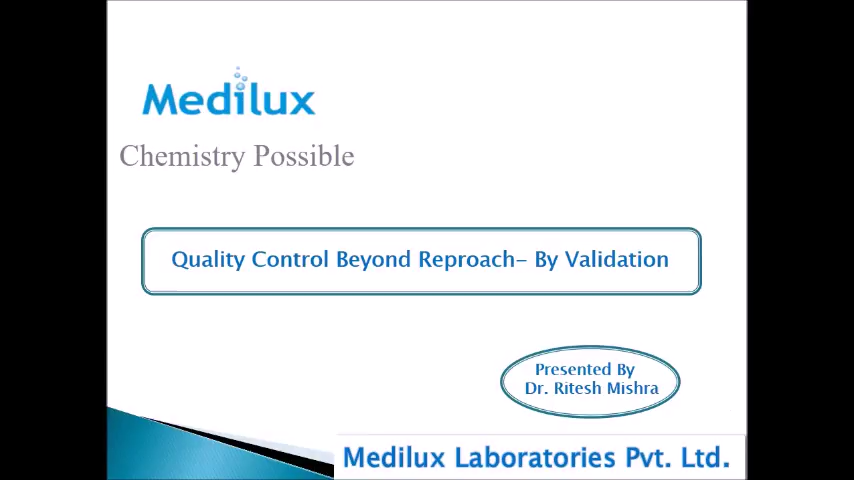 Medilux
Chemistry Possible
Quality Control Beyond Reproach- By Validation
Presented By
Dr. Ritesh Mishra
Medilux Laboratories Pvt. Ltd.